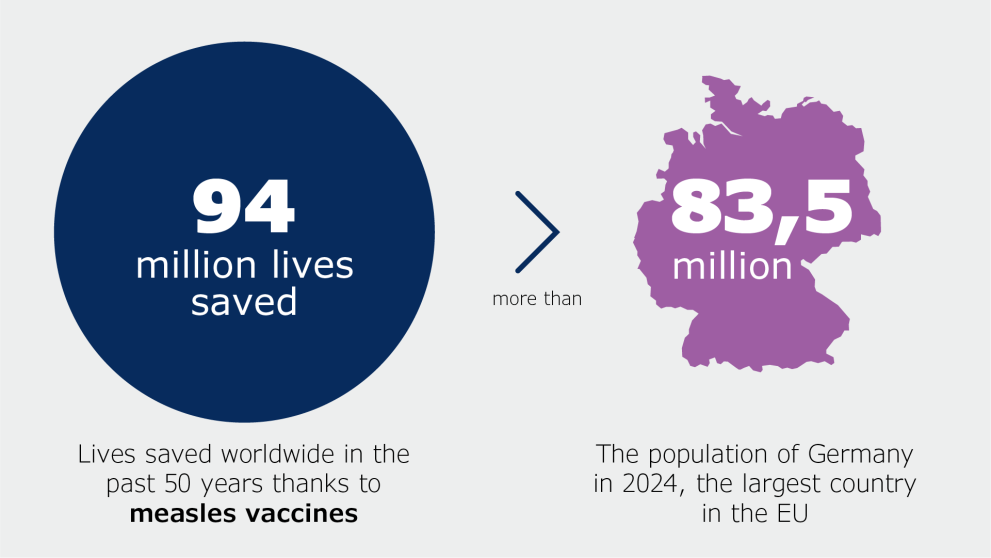 94
million lives
saved
more than
83,5
million
Lives saved worldwide in the
past 50 years thanks to
measles vaccines
The population of Germany
in 2024, the largest country
in the EU